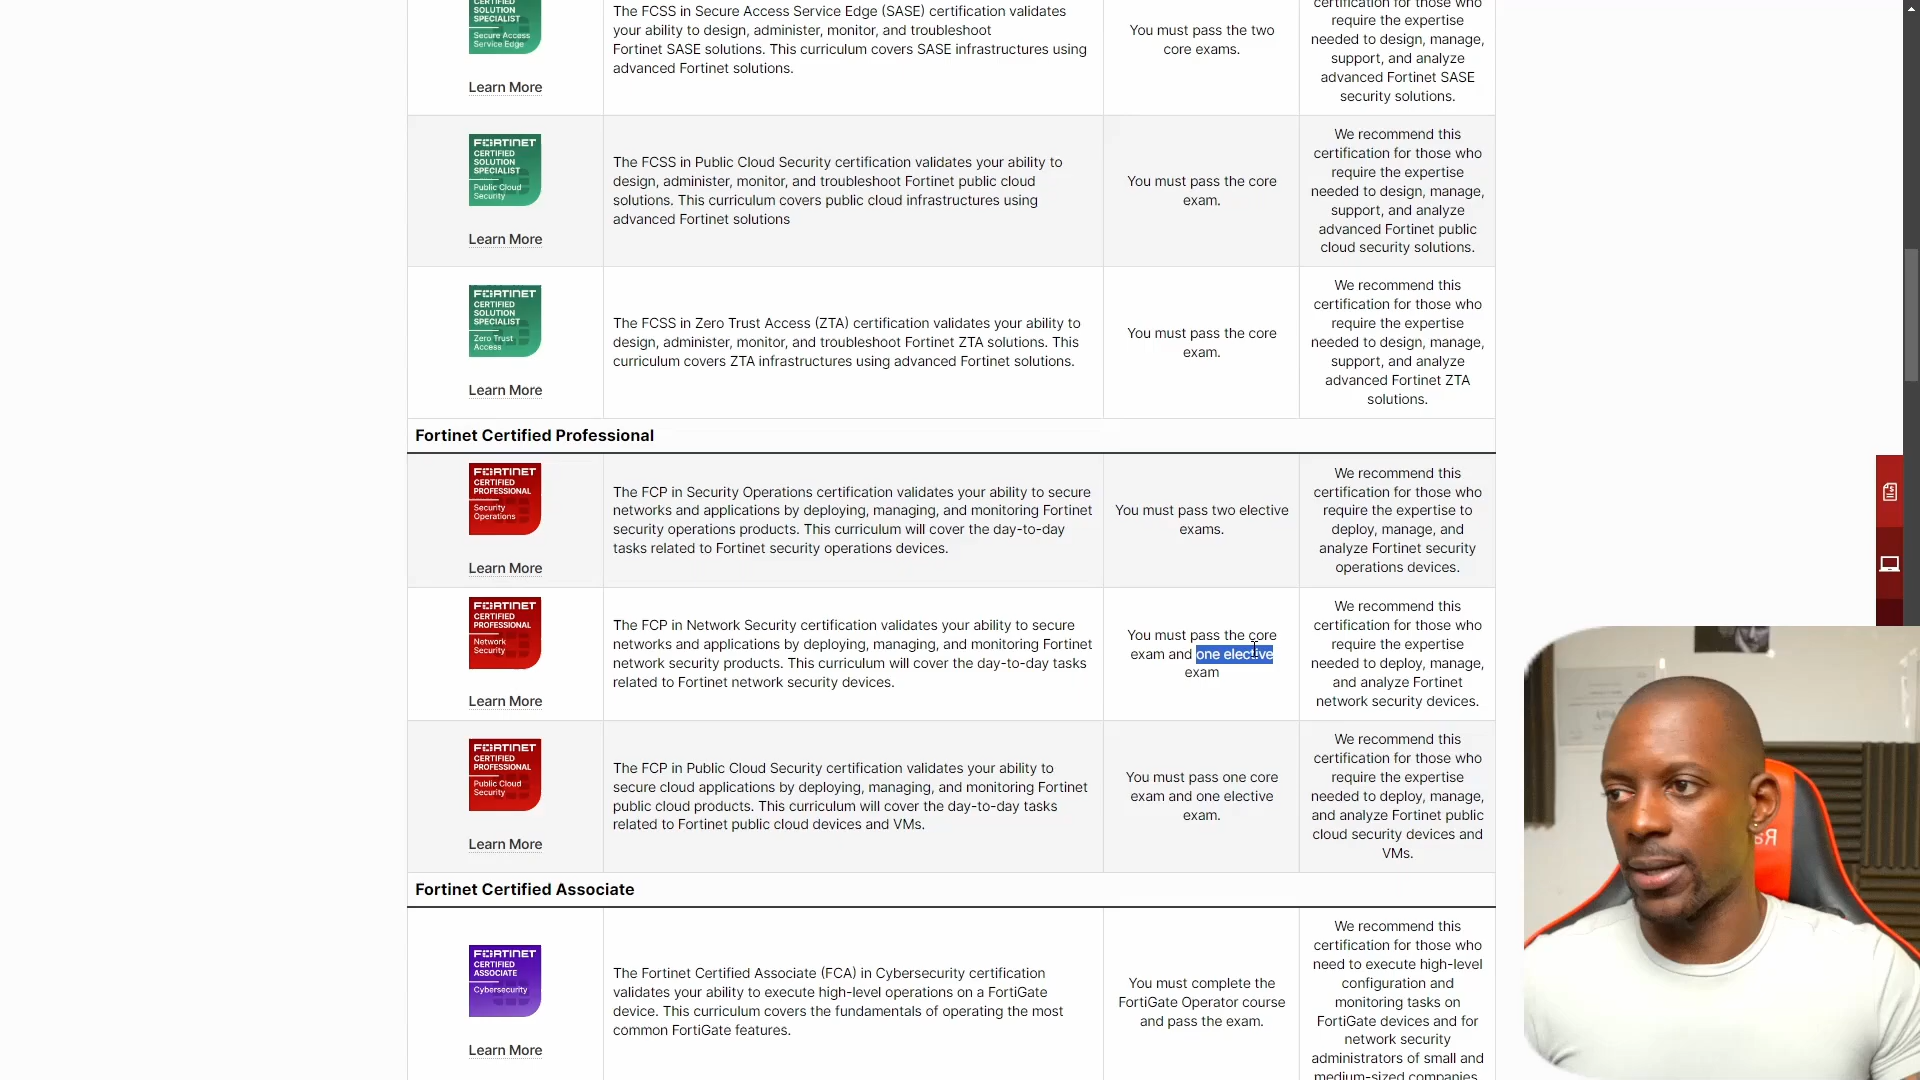 CERTIFIED
SOLUTION
SPECIALIST
Secure Access
Service Edge
Learn More
The FCSS in Secure Access Service Edge (SASE) certification validates
your ability to design, administer, monitor, and troubleshoot
Fortinet SASE solutions. This curriculum covers SASE infrastructures using
advanced Fortinet solutions.
You must pass the two
core exams.
certification for those who
require the expertise
needed to design, manage,
support, and analyze
advanced Fortinet SASE
security solutions.
FORTINET
CERTIFIED
SOLUTION
SPECIALIST
Public Cloud
Security
Learn More
The FCSS in Public Cloud Security certification validates your ability to
design, administer, monitor, and troubleshoot Fortinet public cloud
solutions. This curriculum covers public cloud infrastructures using
advanced Fortinet solutions
You must pass the core
exam.
We recommend this
certification for those who
require the expertise
needed to design, manage,
support, and analyze
advanced Fortinet public
cloud security solutions.
FORTINET
CERTIFIED
SOLUTION
SPECIALIST
Zero Trust
Access
Learn More
The FCSS in Zero Trust Access (ZTA) certification validates your ability to
design, administer, monitor, and troubleshoot Fortinet ZTA solutions. This
curriculum covers ZTA infrastructures using advanced Fortinet solutions.
You must pass the core
exam.
We recommend this
certification for those who
require the expertise
needed to design, manage,
support, and analyze
advanced Fortinet ZTA
solutions.
Fortinet Certified Professional
FORTINET
CERTIFIED
PROFESSIONAL
Security
Operations
Learn More
The FCP in Security Operations certification validates your ability to secure
networks and applications by deploying, managing, and monitoring Fortinet
security operations products. This curriculum will cover the day-to-day
tasks related to Fortinet security operations devices.
You must pass two elective
exams.
We recommend this
certification for those who
require the expertise to
deploy, manage, and
analyze Fortinet security
operations devices.
FORTINET
CERTIFIED
PROFESSIONAL
Network
Security
Learn More
The FCP in Network Security certification validates your ability to secure
networks and applications by deploying, managing, and monitoring Fortinet
network security products. This curriculum will cover the day-to-day tasks
related to Fortinet network security devices.
You must pass the core
exam and one elective
exam
We recommend this
certification for those who
require the expertise
needed to deploy, manage,
and analyze Fortinet
network security devices.
FORTINET
CERTIFIED
PROFESSIONAL
Public Cloud
Security
Learn More
The FCP in Public Cloud Security certification validates your ability to
secure cloud applications by deploying, managing, and monitoring Fortinet
public cloud products. This curriculum will cover the day-to-day tasks
related to Fortinet public cloud devices and VMs.
You must pass one core
exam and one elective
exam.
We recommend this
certification for those who
require the expertise
needed to deploy, manage,
and analyze Fortinet public
cloud security devices and
VMs.
Fortinet Certified Associate
FORTINET
CERTIFIED
ASSOCIATE
Cybersecurity
Learn More
The Fortinet Certified Associate (FCA) in Cybersecurity certification
validates your ability to execute high-level operations on a FortiGate
device. This curriculum covers the fundamentals of operating the most
common FortiGate features.
You must complete the
FortiGate Operator course
and pass the exam.
We recommend this
certification for those who
need to execute high-level
configuration and
monitoring tasks on
FortiGate devices and for
network security
administrators of small and
medium-sized companies.